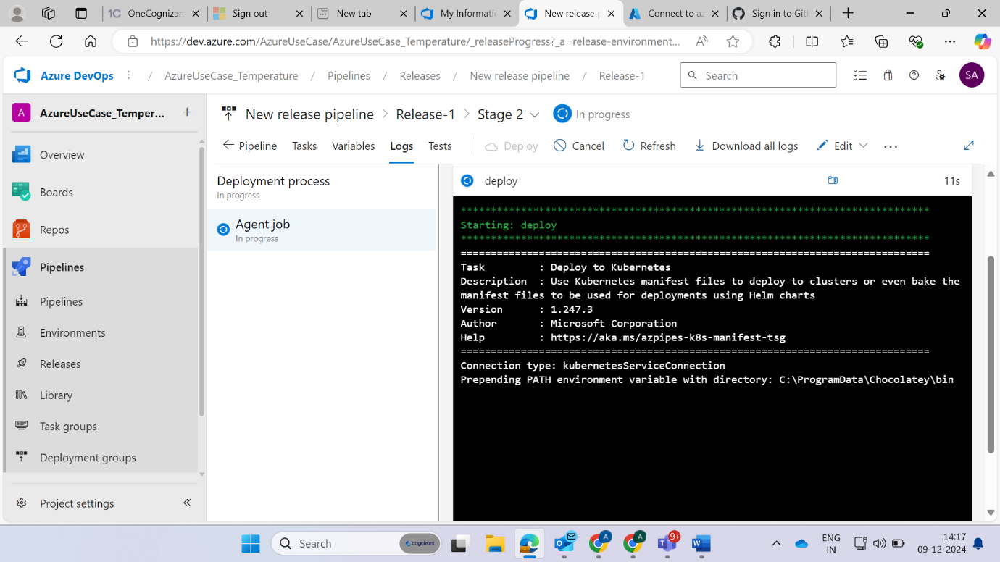 1C OneCognizan
Sign out
New tab
My Informati
New release p
Connect to az
Sign in to Gitl
https://dev.azure.com/AzureUseCase/AzureUseCase_Temperature/_releaseProgress?_a=release-environment...
Azure DevOps / AzureUseCase_Temperature / Pipelines / Releases / New release pipeline / Release-1
Search
SA
A AzureUseCase_Temper...
New release pipeline > Release-1 > Stage 2 In progress
Pipeline Tasks Variables Logs Tests Deploy Cancel Refresh Download all logs Edit ...
Overview
Boards
Repos
Pipelines
Pipelines
Environments
Releases
Library
Task groups
Deployment groups
Project settings
Deployment process
In progress
Agent job
In progress
deploy 11s
******************************************************************************
Starting: deploy
******************************************************************************
==============================================================================
Task : Deploy to Kubernetes
Description : Use Kubernetes manifest files to deploy to clusters or even bake the
manifest files to be used for deployments using Helm charts
Version : 1.247.3
Author : Microsoft Corporation
Help : https://aka.ms/azpipes-k8s-manifest-tsg
==============================================================================
Connection type: kubernetesServiceConnection
Prepending PATH environment variable with directory: C:\ProgramData\Chocolatey\bin
Search
cognizant
A
A
9+
ENG
IN
14:17
09-12-2024